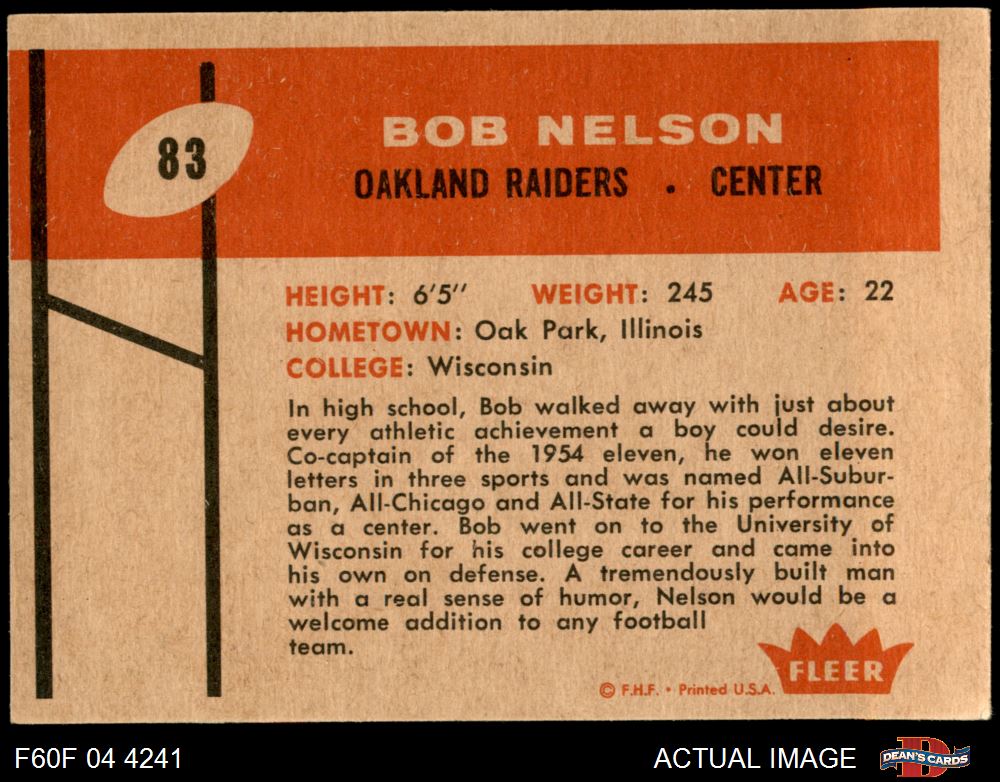 83
BOB NELSON
OAKLAND RAIDERS . CENTER
HEIGHT: 6'5" WEIGHT: 245 AGE: 22
HOMETOWN: Oak Park, Illinois
COLLEGE: Wisconsin
In high school, Bob walked away with just about
every athletic achievement a boy could desire.
Co-captain of the 1954 eleven, he won eleven
letters in three sports and was named All-Subur-
ban, All-Chicago and All-State for his performance
as a center. Bob went on to the University of
Wisconsin for his college career and came into
his own on defense. A tremendously built man
with a real sense of humor, Nelson would be a
welcome addition to any football
team.
FLEER
© F.H.F. • Printed U.S.A.
F60F 04 4241
ACTUAL IMAGE
DEAN'S CARDS